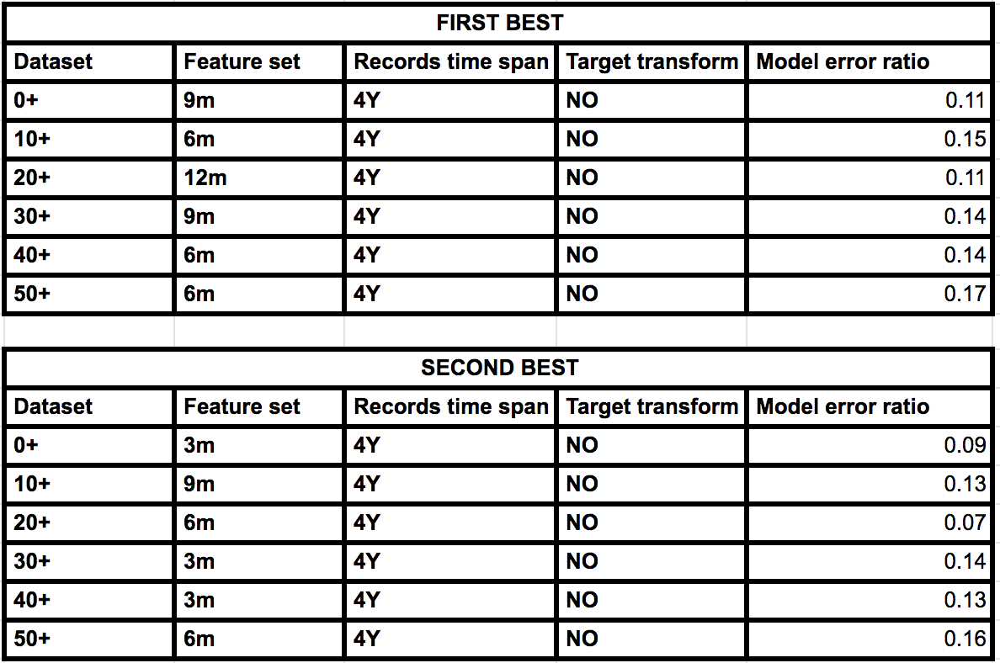 FIRST BEST
Dataset Feature set Records time span Target transform Model error ratio
0+ 9m 4Y NO 0.11
10+ 6m 4Y NO 0.15
20+ 12m 4Y NO 0.11
30+ 9m 4Y NO 0.14
40+ 6m 4Y NO 0.14
50+ 6m 4Y NO 0.17
SECOND BEST
Dataset Feature set Records time span Target transform Model error ratio
0+ 3m 4Y NO 0.09
10+ 9m 4Y NO 0.13
20+ 6m 4Y NO 0.07
30+ 3m 4Y NO 0.14
40+ 3m 4Y NO 0.13
50+ 6m 4Y NO 0.16